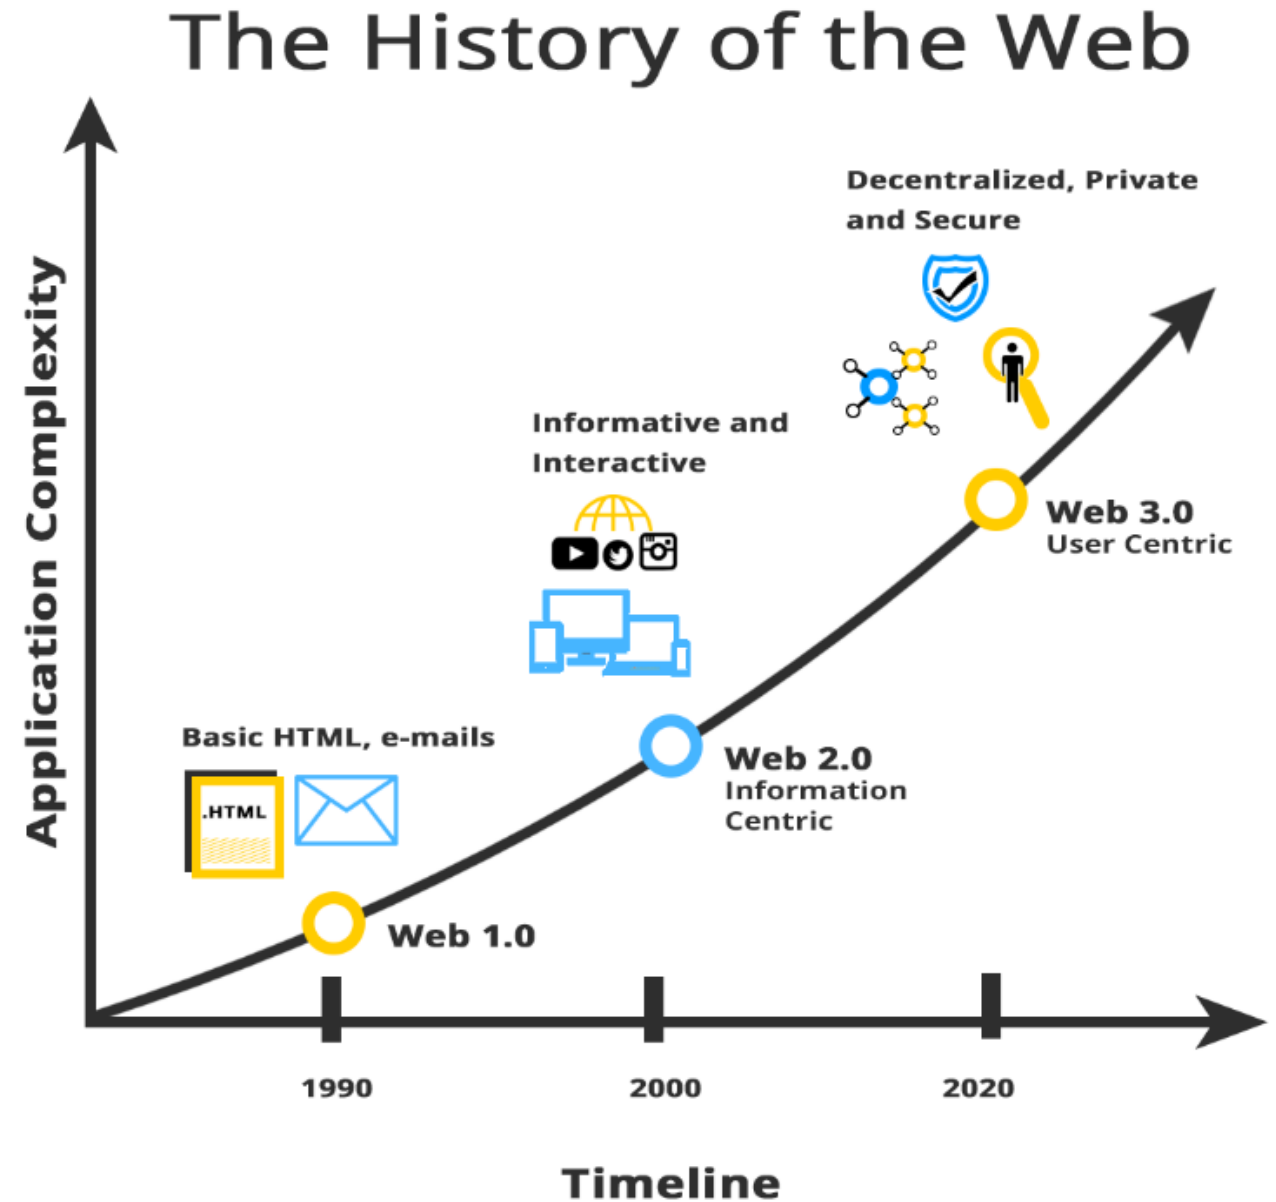 The History of the Web
Application Complexity
Decentralized, Private
and Secure
Informative and
Interactive
Web 3.0
User Centric
Basic HTML, e-mails
.HTML
Web 2.0
Information
Centric
Web 1.0
1990
2000
2020
Timeline